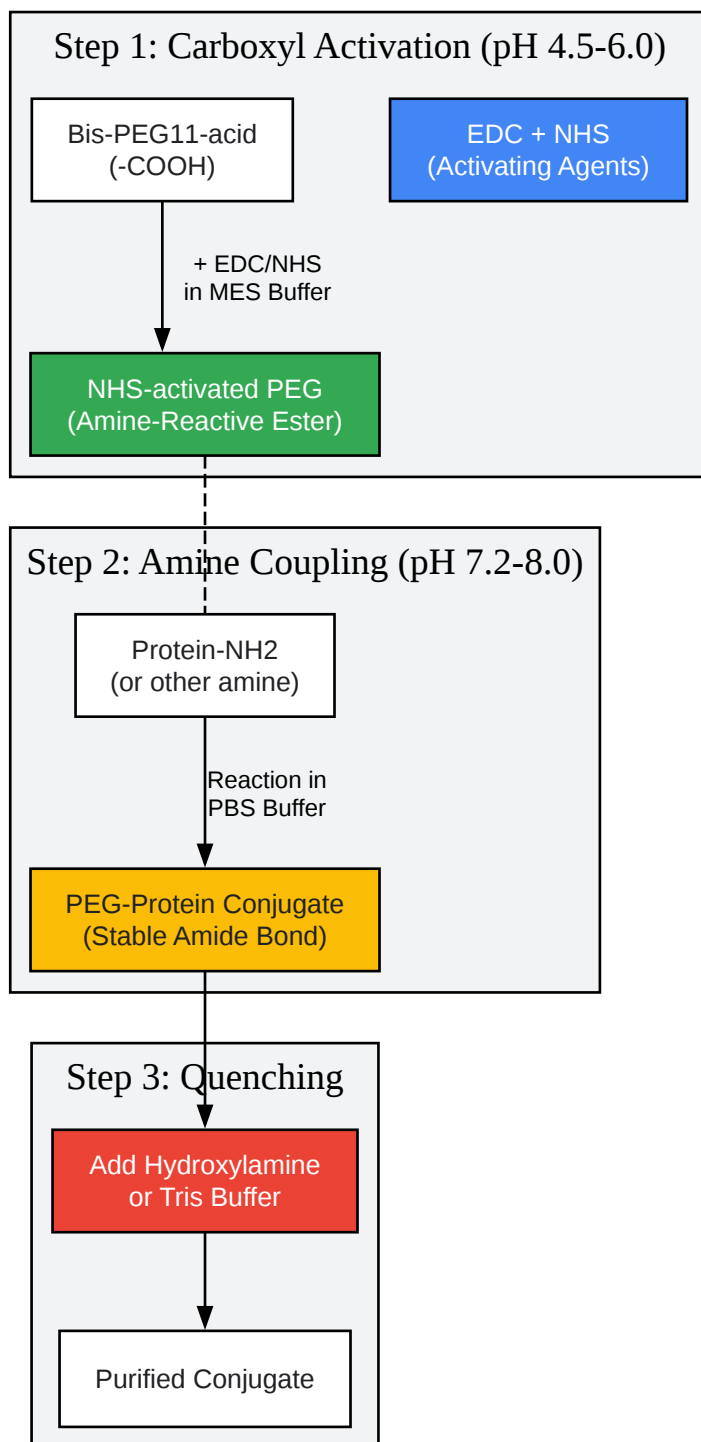 Step 1: Carboxyl Activation (pH 4.5-6.0)
Bis-PEG11-acid
(-COOH)
EDC + NHS
(Activating Agents)
+ EDC/NHS
in MES Buffer
NHS-activated PEG
(Amine-Reactive Ester)
Step 2: Amine Coupling (pH 7.2-8.0)
Protein-NH2
(or other amine)
Reaction in
PBS Buffer
PEG-Protein Conjugate
(Stable Amide Bond)
Step 3: Quenching
Add Hydroxylamine
or Tris Buffer
Purified Conjugate